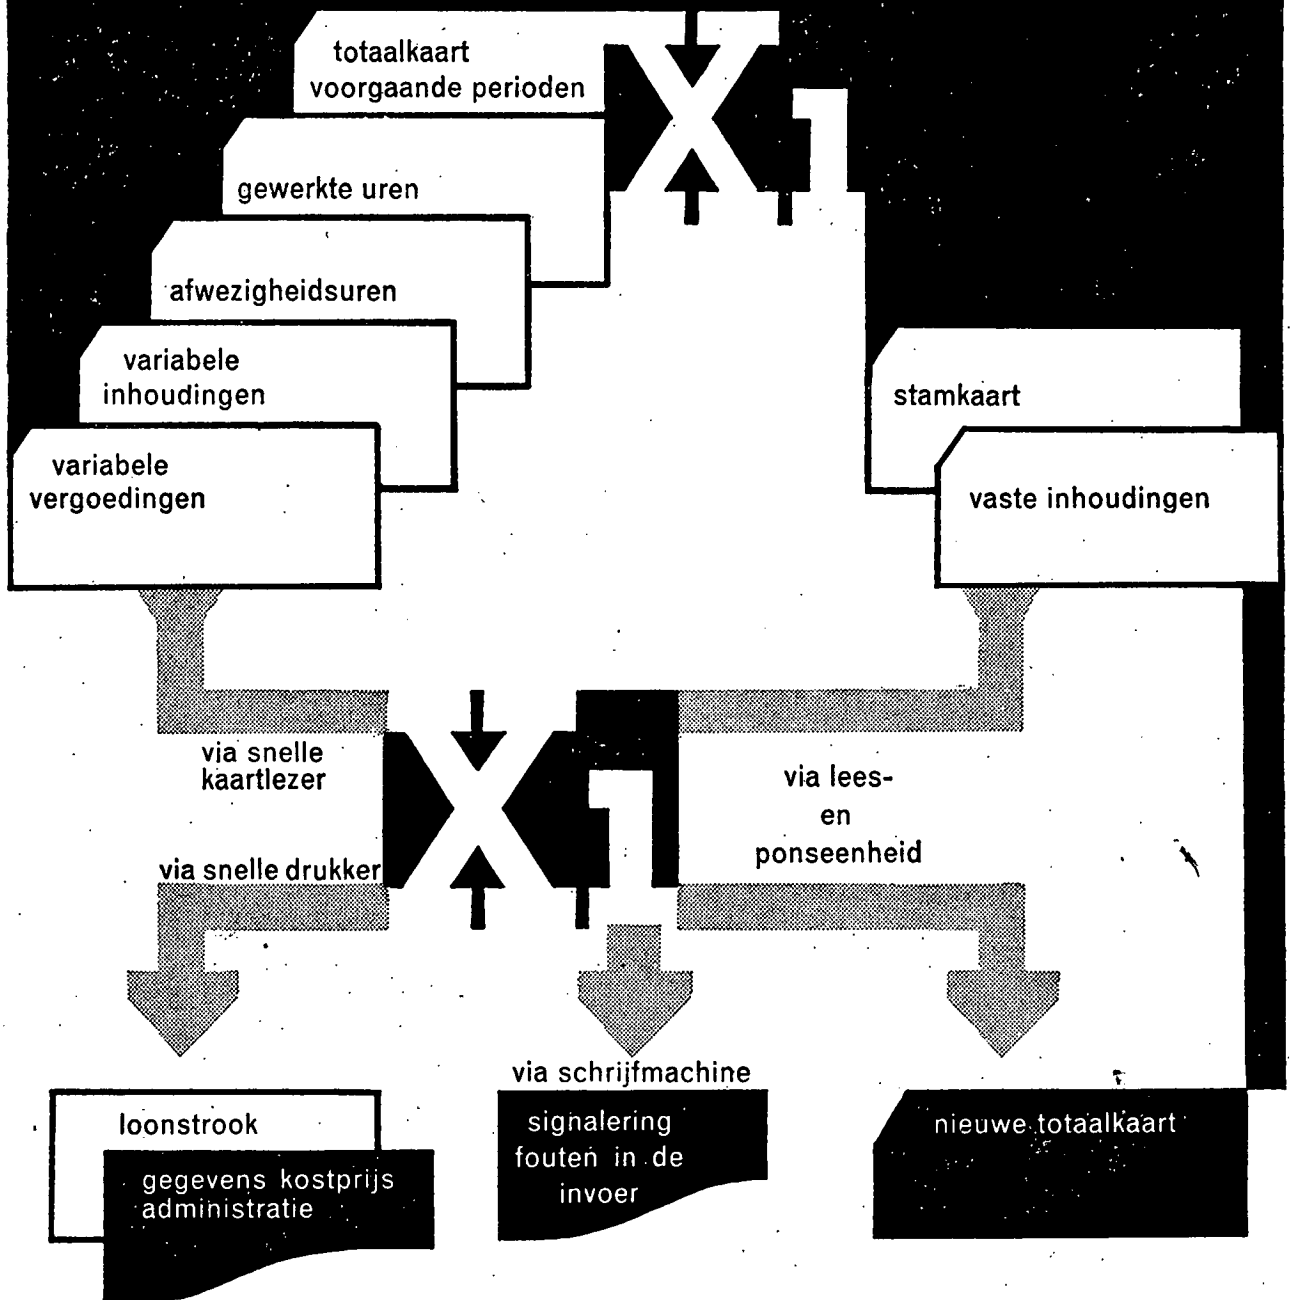 totaalkaart
voorgaande perioden
X1
gewerkte uren
afwezigheidsuren
variabele
inhoudingen
variabele
vergoedingen
stamkaart
vaste inhoudingen
via snelle
kaartlezer
X1
via lees-
en
ponseenheid
via snelle drukker
via schrijfmachine
loonstrook
gegevens kostprijs
administratie
signalering
fouten in de
invoer
nieuwe totaalkaart